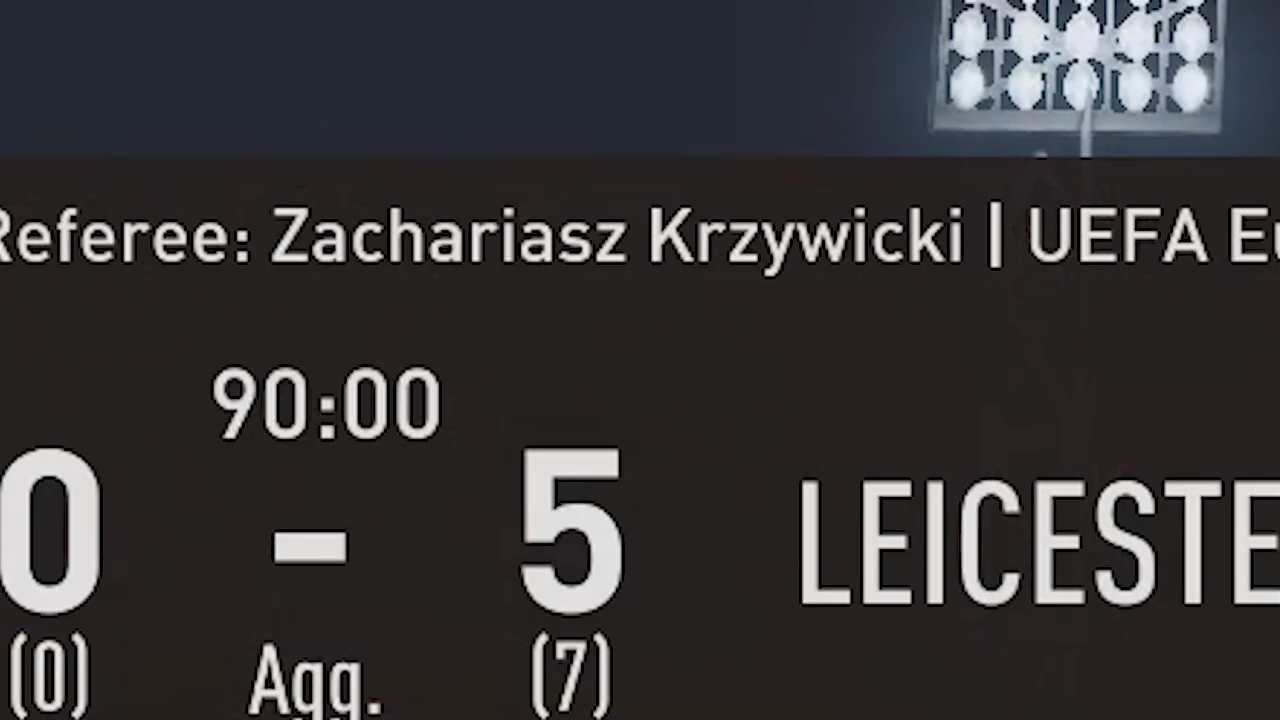 Referee: Zachariasz Krzywicki | UEFA
90:00
0 - 5 LEICESTE
(0) Agg. (7)